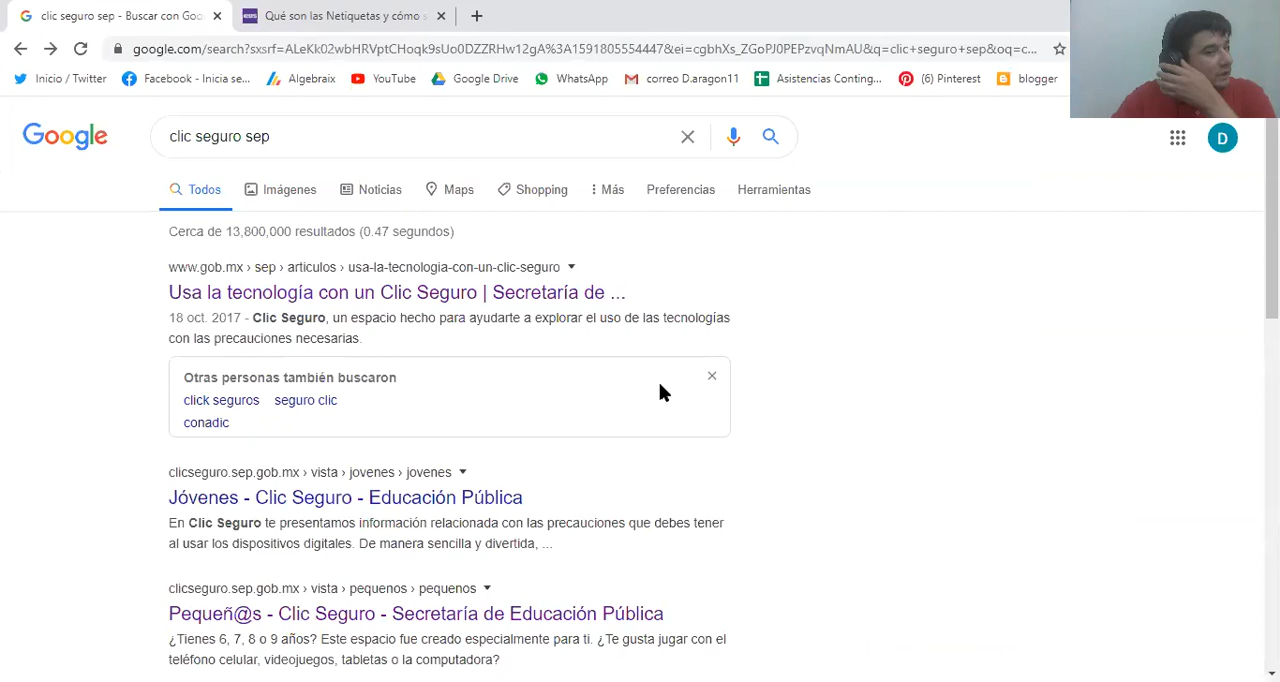 clic seguro sep - Buscar con Goo
Qué son las Netiquetas y cómo s
google.com/search?sxsrf=ALeKk02wbHRVptCHoqk9sUo0DZZRHw12gA%3A1591805554447&ei=cgbhXs_ZGoPJ0PEPzvqNmAU&q=clic+seguro+sep&oq=c...
Inicio / Twitter
Facebook - Inicia se...
Algebraix
YouTube
Google Drive
WhatsApp
correo D.aragon11
Asistencias Conting...
(6) Pinterest
blogger
Google
clic seguro sep
D
Todos
Imágenes
Noticias
Maps
Shopping
Más
Preferencias
Herramientas
Cerca de 13,800,000 resultados (0.47 segundos)
www.gob.mx › sep › articulos › usa-la-tecnologia-con-un-clic-seguro
Usa la tecnología con un Clic Seguro | Secretaría de ...
18 oct. 2017 - Clic Seguro, un espacio hecho para ayudarte a explorar el uso de las tecnologías
con las precauciones necesarias.
Otras personas también buscaron
click seguros seguro clic
conadic
clicseguro.sep.gob.mx › vista › jovenes › jovenes
Jóvenes - Clic Seguro - Educación Pública
En Clic Seguro te presentamos información relacionada con las precauciones que debes tener
al usar los dispositivos digitales. De manera sencilla y divertida, ...
clicseguro.sep.gob.mx › vista › pequenos › pequenos
Pequeñ@s - Clic Seguro - Secretaría de Educación Pública
¿Tienes 6, 7, 8 o 9 años? Este espacio fue creado especialmente para ti. ¿Te gusta jugar con el
teléfono celular, videojuegos, tabletas o la computadora?